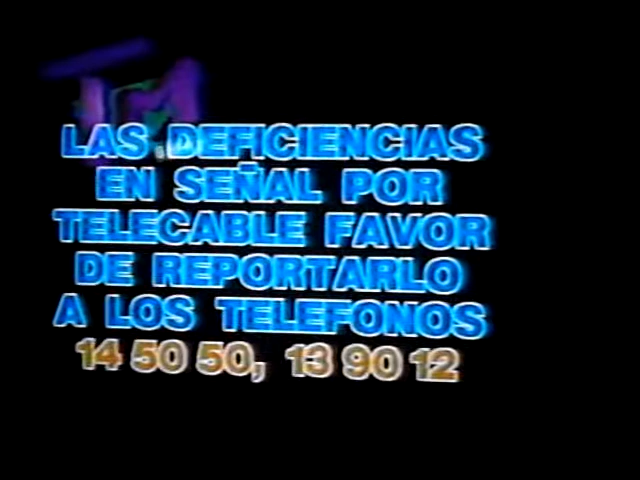 LAS DEFICIENCIAS
EN SEÑAL POR
TELECABLE FAVOR
DE REPORTARLO
A LOS TELEFONOS
14 50 50, 13 90 12